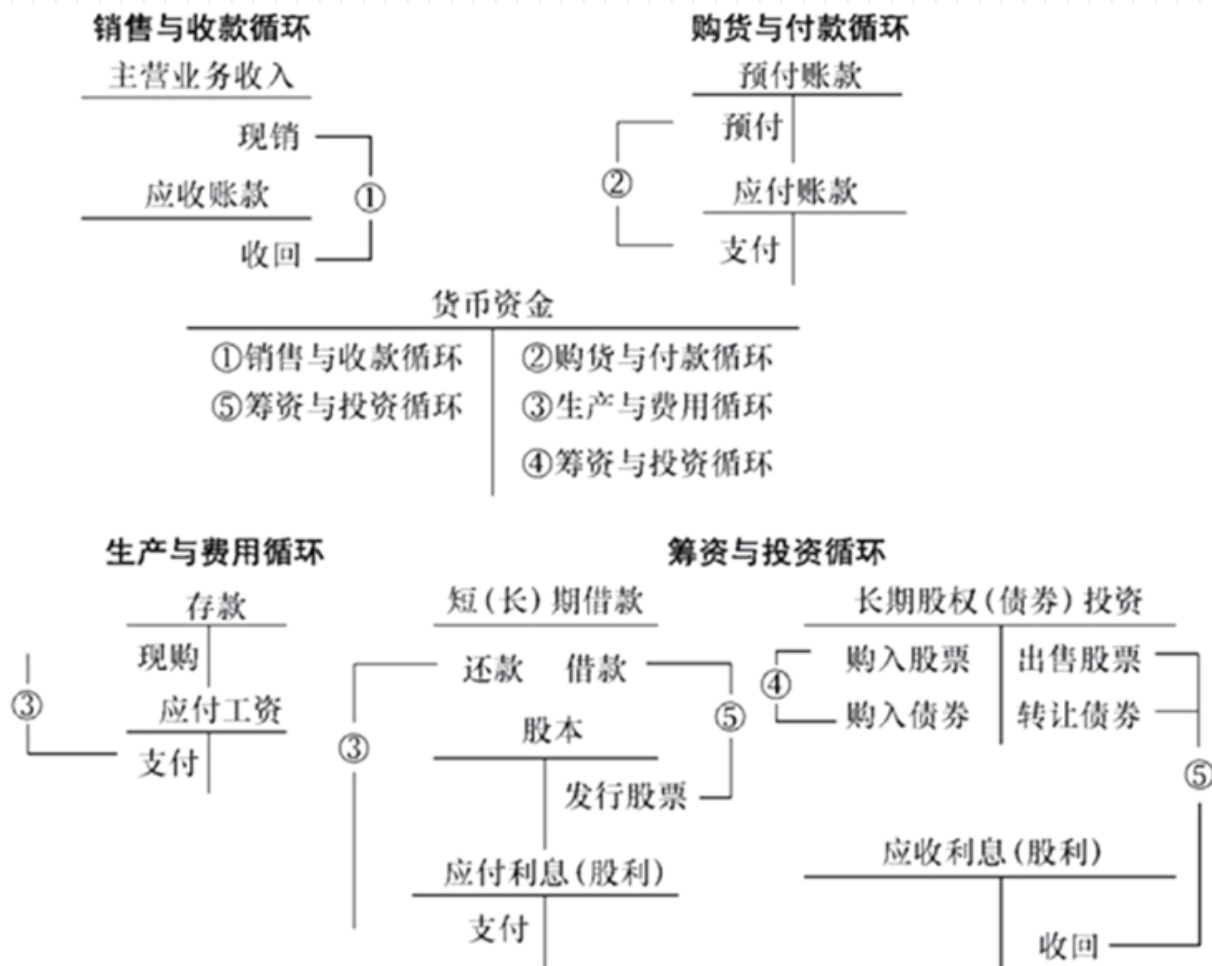 销售与收款循环
主营业务收入
现销
①
应收账款
收回
购货与付款循环
预付账款
预付
②
应付账款
支付
货币资金
①销售与收款循环
⑤筹资与投资循环
②购货与付款循环
③生产与费用循环
④筹资与投资循环
生产与费用循环
存款
现购
③
应付工资
支付
筹资与投资循环
短(长)期借款
还款 借款
③
⑤
股本
发行股票
应付利息(股利)
支付
长期股权(债券)投资
购入股票
④
购入债券
出售股票
转让债券
⑤
应收利息(股利)
收回